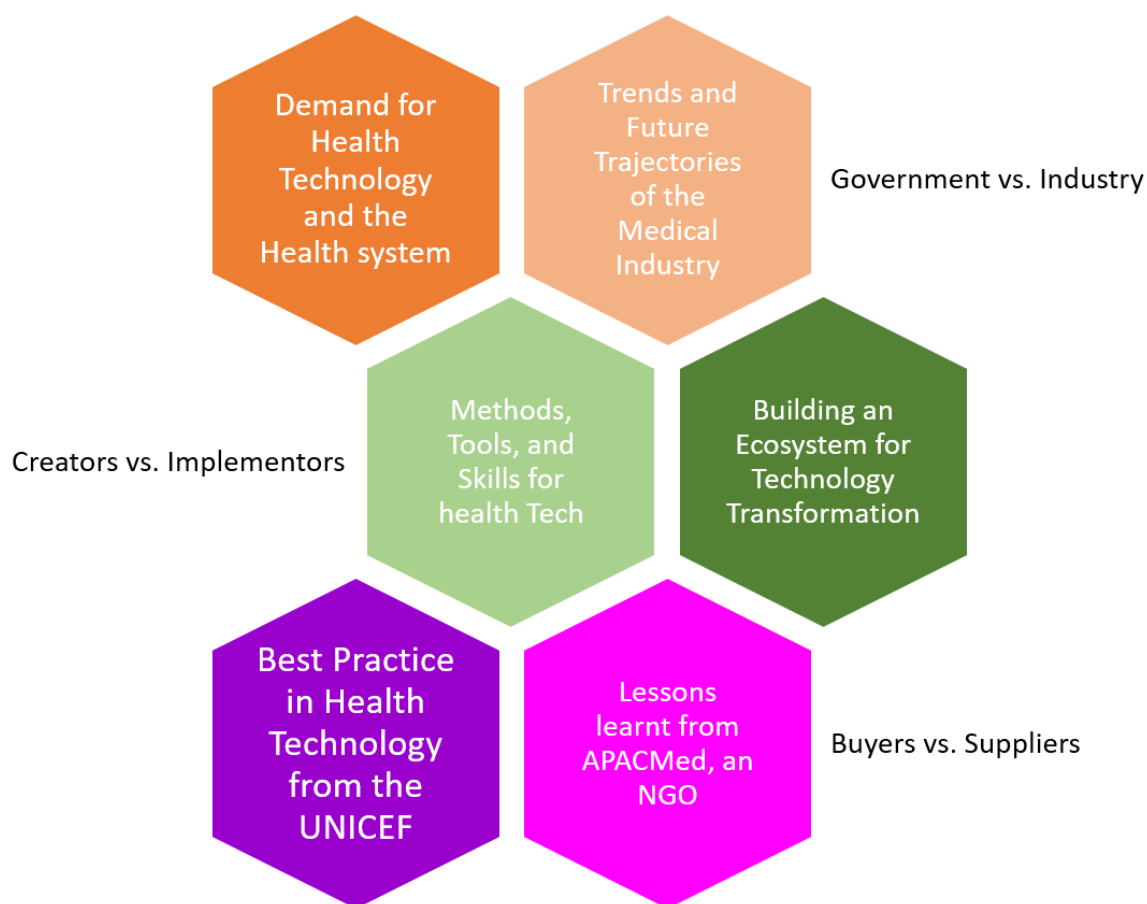 Demand for
Health
Technology
and the
Health system
Trends and
Future
Trajectories
of the
Medical
Industry
Government vs. Industry
Creators vs. Implementors
Methods,
Tools, and
Skills for
health Tech
Building an
Ecosystem for
Technology
Transformation
Best Practice
in Health
Technology
from the
UNICEF
Lessons
learnt from
APACMed, an
NGO
Buyers vs. Suppliers